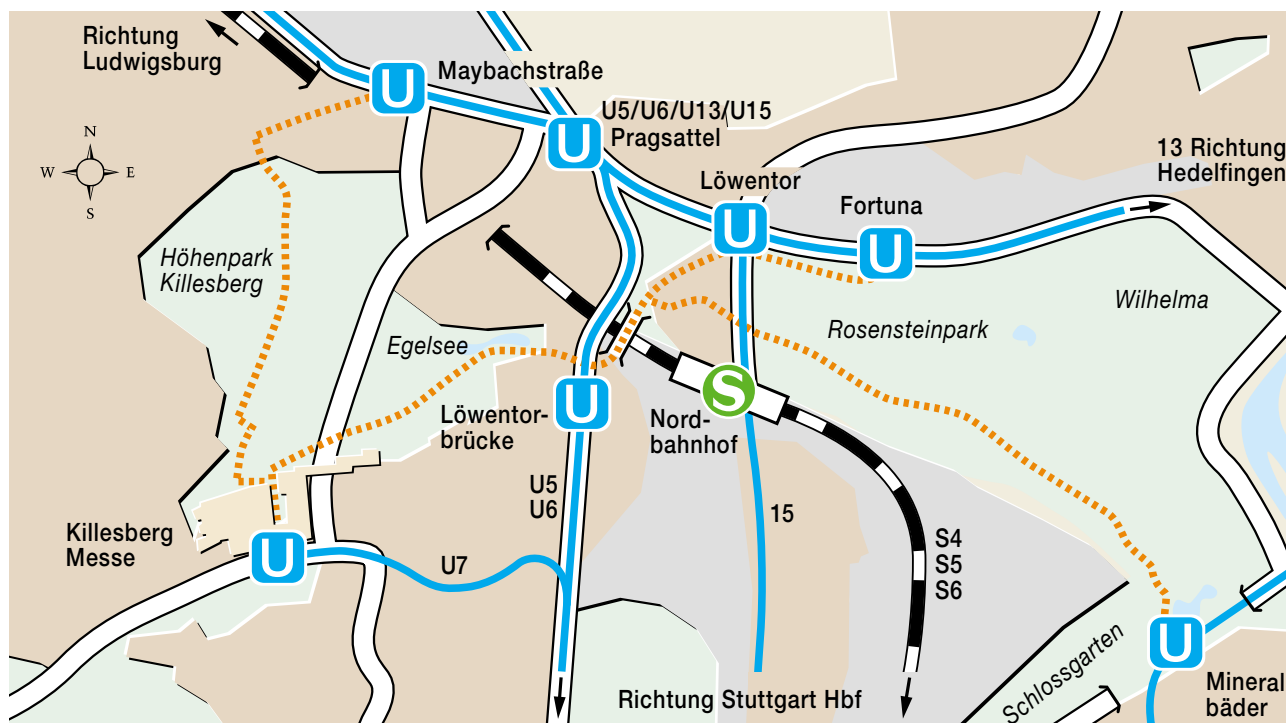 Richtung
Ludwigsburg
U
Maybachstraße
U5/U6/U13/U15
Pragsattel
U
N
W
E
S
13 Richtung
Hedelfingen
Löwentor
U
Fortuna
U
Höhenpark
Killesberg
Wilhelma
Rosensteinpark
Egelsee
S
Löwentor-
brücke
U
Nord-
bahnhof
U5
U6
15
Killesberg
Messe
U
U7
S4
S5
S6
Schlossgarten
U
Richtung Stuttgart Hbf
Mineral
bäder